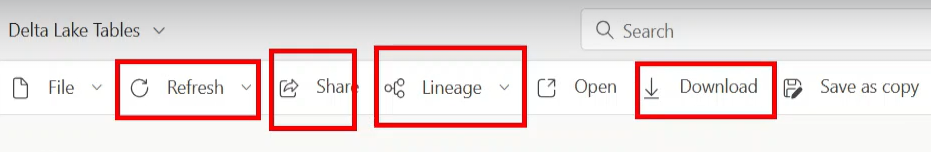 Delta Lake Tables
Search
File Refresh Share Lineage Open Download Save as copy